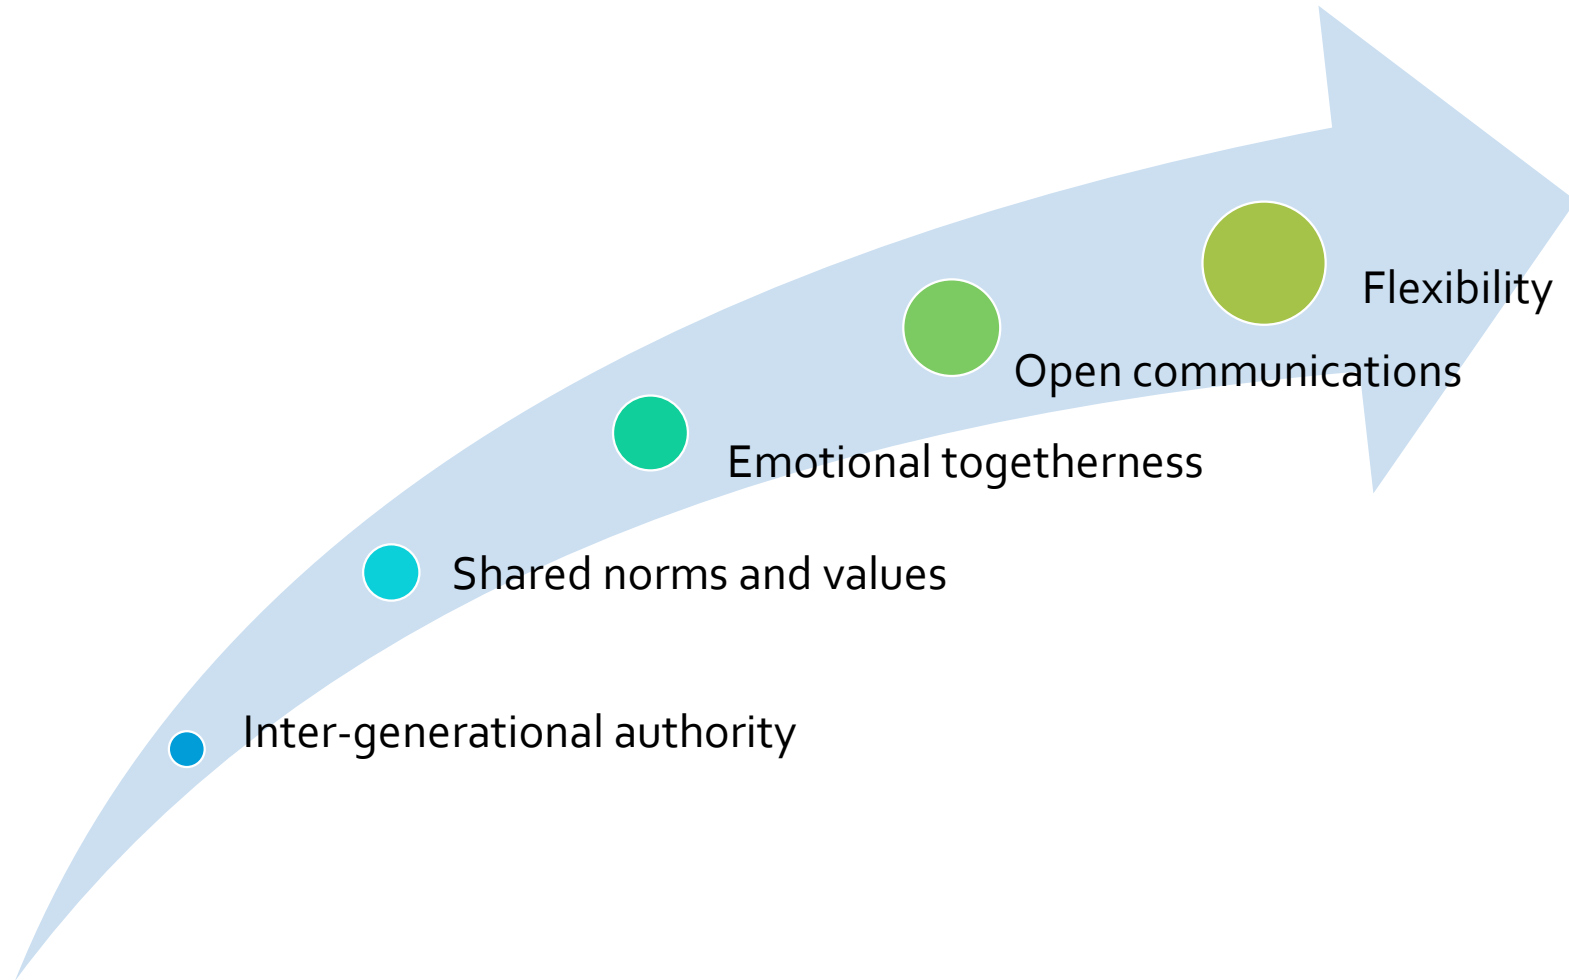 Flexibility
Open communications
Emotional togetherness
Shared norms and values
Inter-generational authority